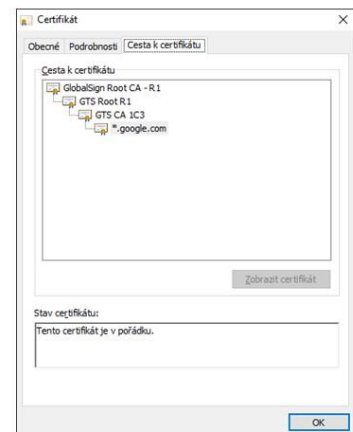 Certifikát
Obecné Podrobnosti Cesta k certifikátu
Cesta k certifikátu
GlobalSign Root CA - R1
GTS Root R1
GTS CA 1C3
*.google.com
Zobrazit certifikát
Stav certifikátu:
Tento certifikát je v pořádku.
OK